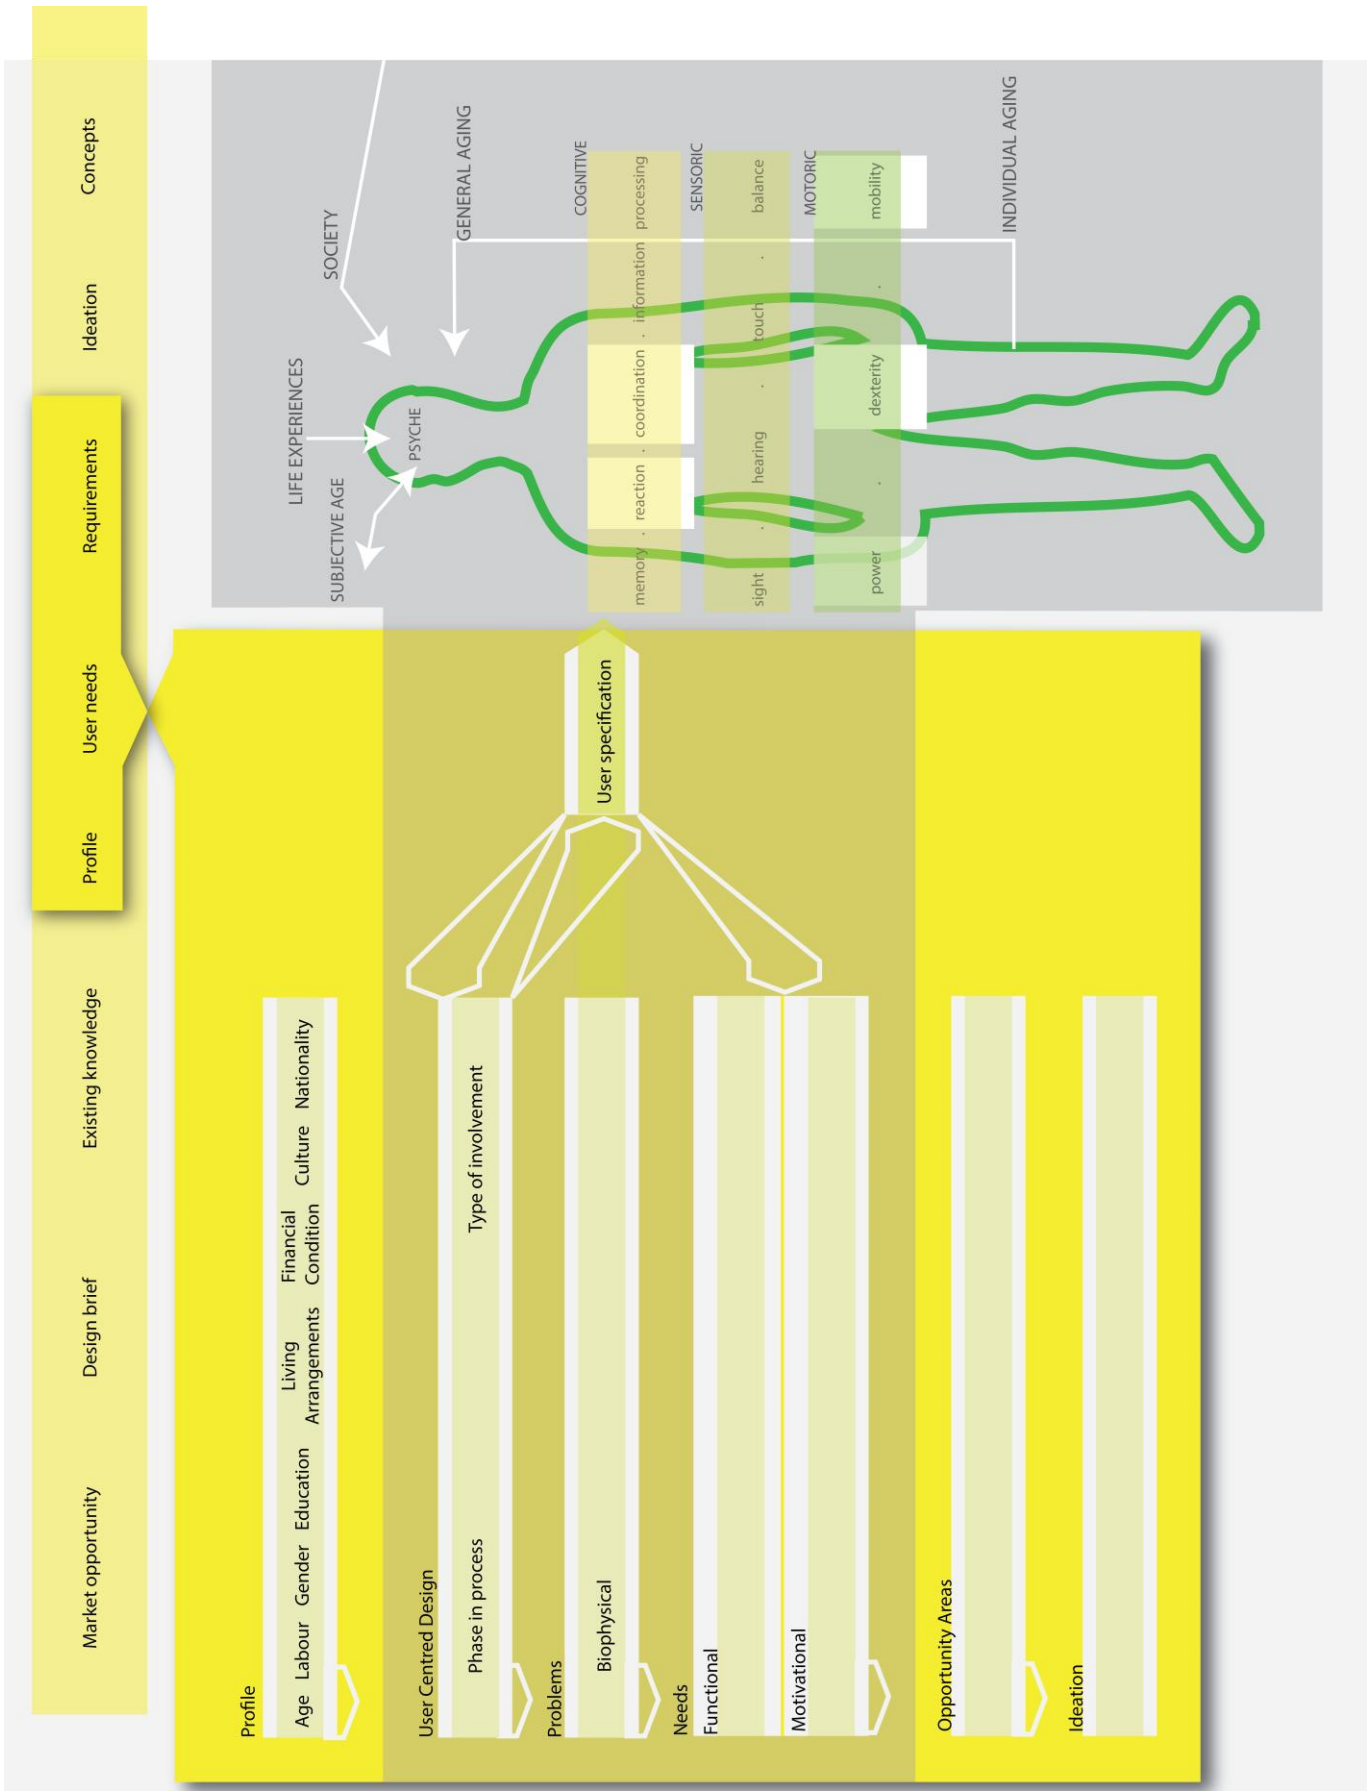 Market opportunity
Design brief
Existing knowledge
Profile
User needs
Requirements
Ideation
Concepts
Profile
Age Labour Gender Education
Living
Arrangements
Financial
Condition
Culture Nationality
User Centred Design
Phase in process
Type of involvement
Problems
Biophysical
Needs
Functional
Motivational
Opportunity Areas
Ideation
User specification
SUBJECTIVE AGE
LIFE EXPERIENCES
SOCIETY
PSYCHE
GENERAL AGING
COGNITIVE
memory . reaction . coordination . information processing
SENSORIC
sight . hearing . touch . balance
MOTORIC
power . dexterity . mobility
INDIVIDUAL AGING